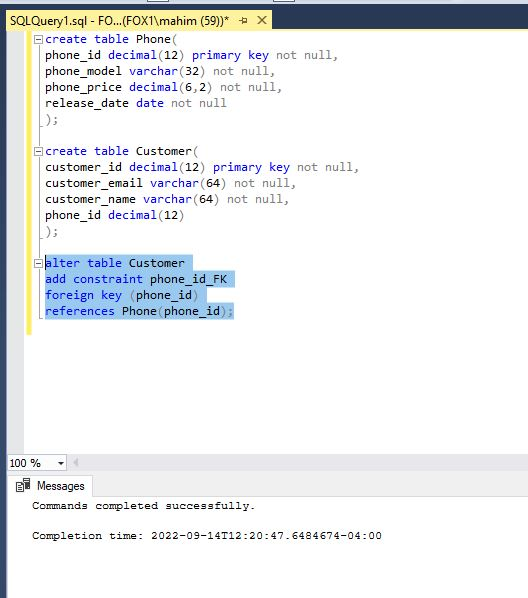 SQLQuery1.sql - FO...(FOX1\mahim (59))*
create table Phone(
phone_id decimal(12) primary key not null,
phone_model varchar(32) not null,
phone_price decimal(6,2) not null,
release_date date not null
);
create table Customer(
customer_id decimal(12) primary key not null,
customer_email varchar(64) not null,
customer_name varchar(64) not null,
phone_id decimal(12)
);
alter table Customer
add constraint phone_id_FK
foreign key (phone_id)
references Phone(phone_id);
100 %
Messages
Commands completed successfully.
Completion time: 2022-09-14T12:20:47.6484674-04:00